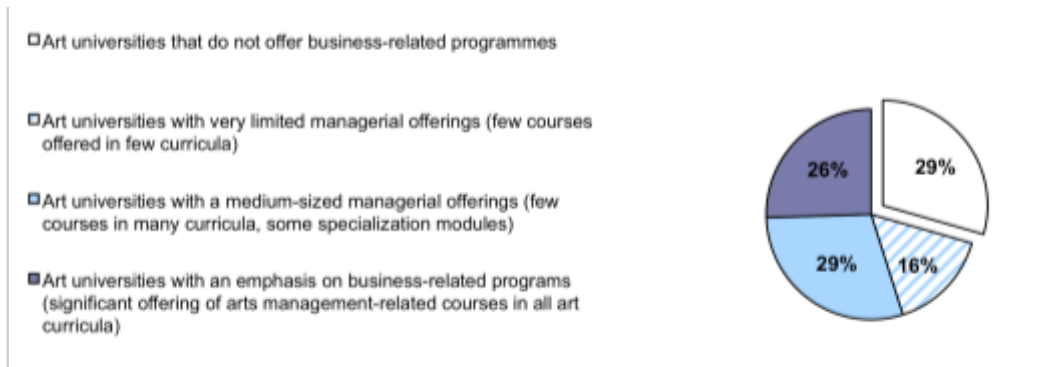 Art universities that do not offer business-related programmes
Art universities with very limited managerial offerings (few courses
offered in few curricula)
Art universities with a medium-sized managerial offerings (few
courses in many curricula, some specialization modules)
Art universities with an emphasis on business-related programs
(significant offering of arts management-related courses in all art
curricula)
26%
29%
29%
16%